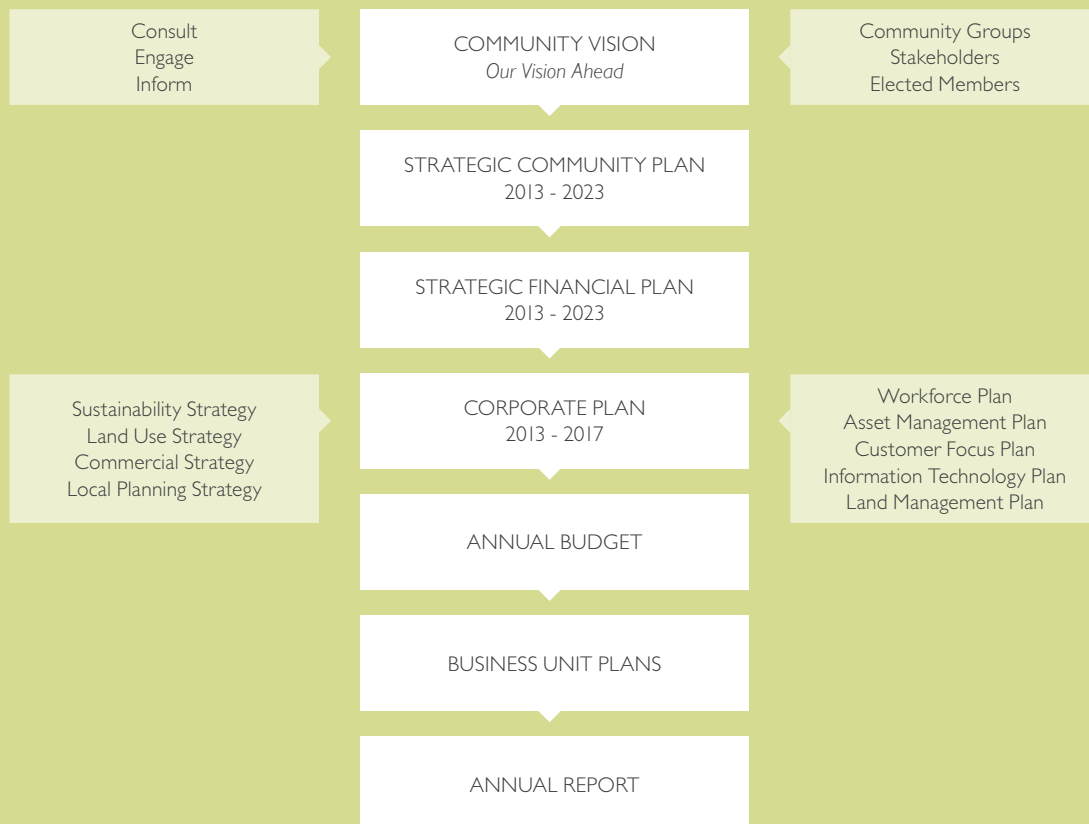 Consult
Engage
Inform
COMMUNITY VISION
Our Vision Ahead
Community Groups
Stakeholders
Elected Members
STRATEGIC COMMUNITY PLAN
2013 - 2023
STRATEGIC FINANCIAL PLAN
2013 - 2023
Sustainability Strategy
Land Use Strategy
Commercial Strategy
Local Planning Strategy
CORPORATE PLAN
2013 - 2017
Workforce Plan
Asset Management Plan
Customer Focus Plan
Information Technology Plan
Land Management Plan
ANNUAL BUDGET
BUSINESS UNIT PLANS
ANNUAL REPORT